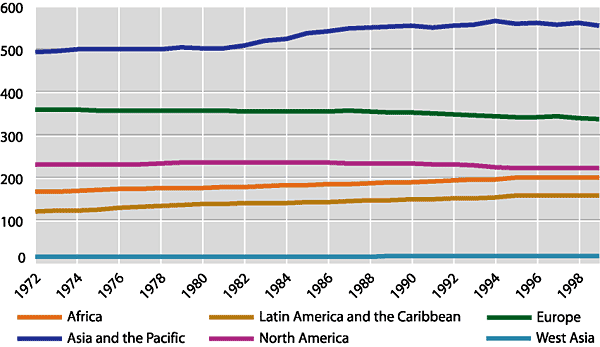 600
500
400
300
200
100
0
1972 1974 1976 1978 1980 1982 1984 1986 1988 1990 1992 1994 1996 1998
Africa Latin America and the Caribbean Europe
Asia and the Pacific North America West Asia